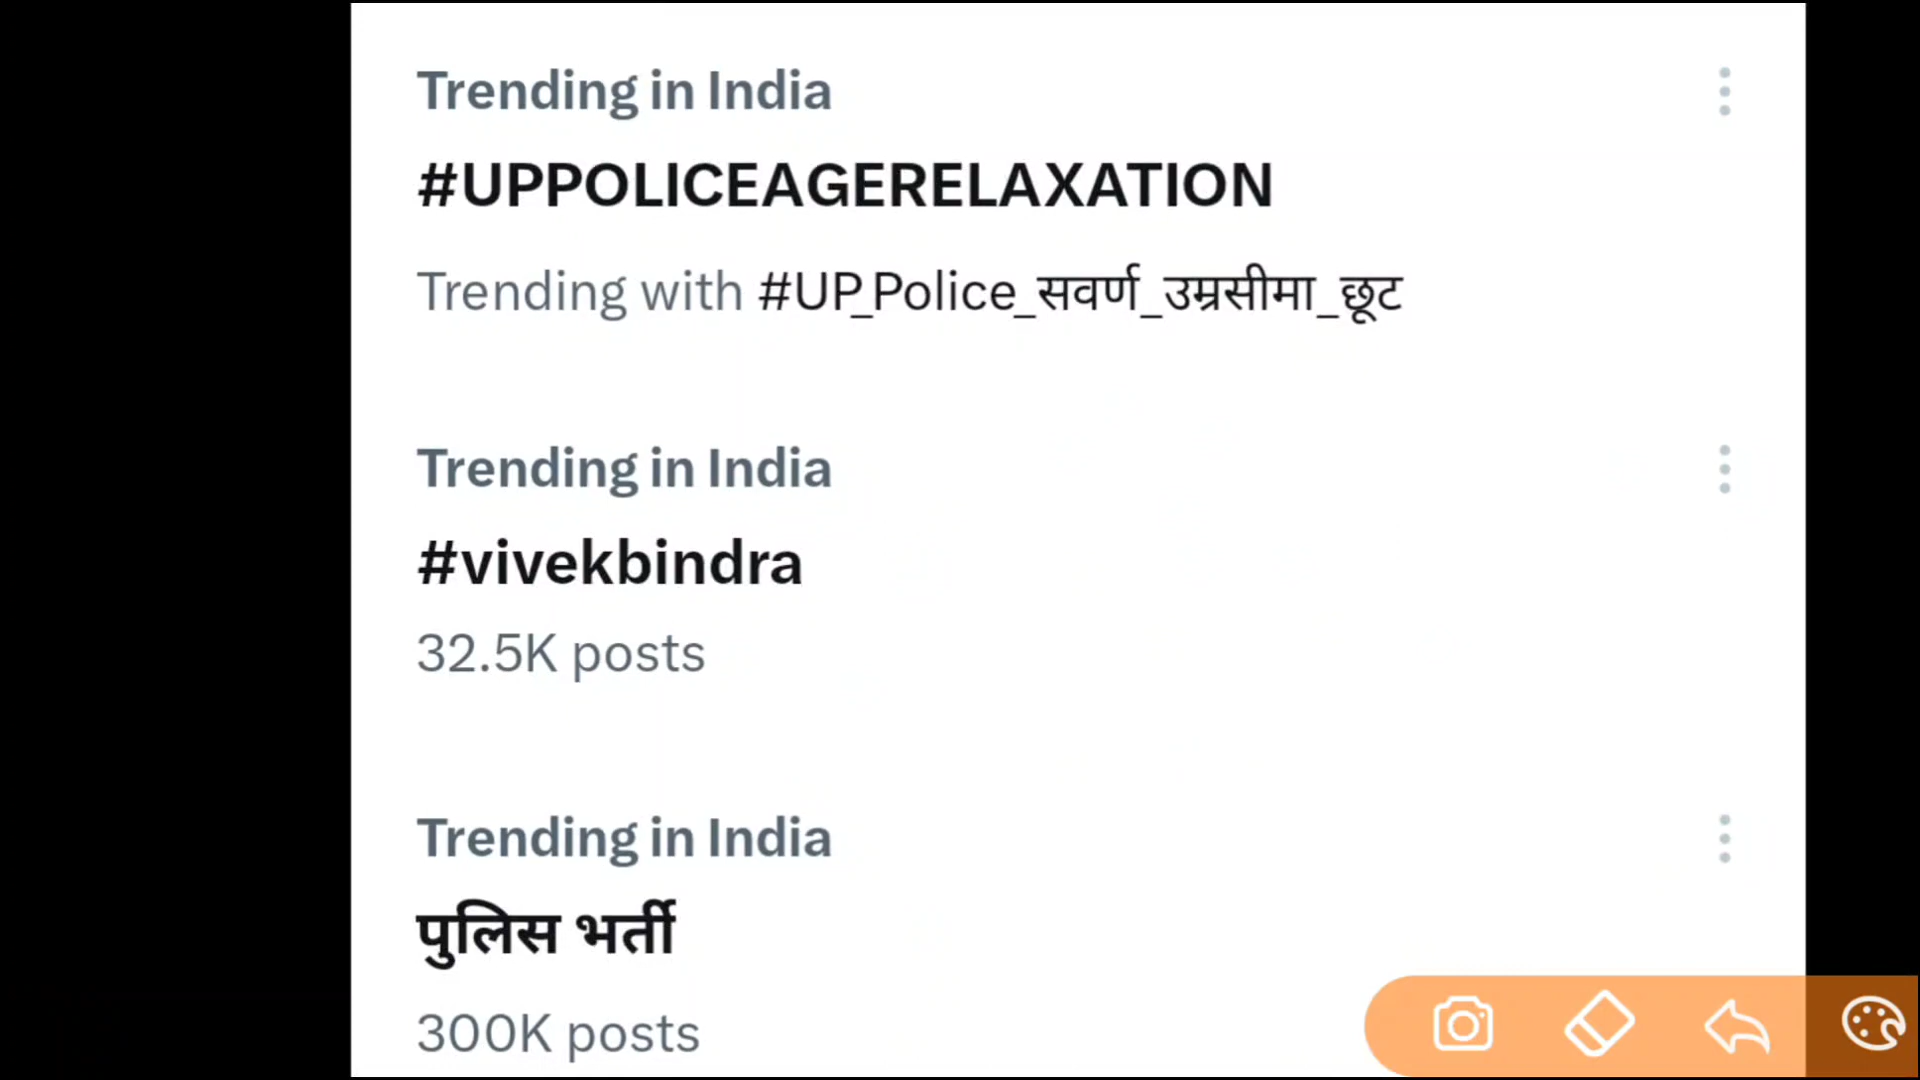 Trending in India
#UPPOLICEAGERELAXATION
Trending with #UP_Police_सवर्ण_उम्रसीमा_छूट
Trending in India
#vivekbindra
32.5K posts
Trending in India
पुलिस भर्ती
300K posts